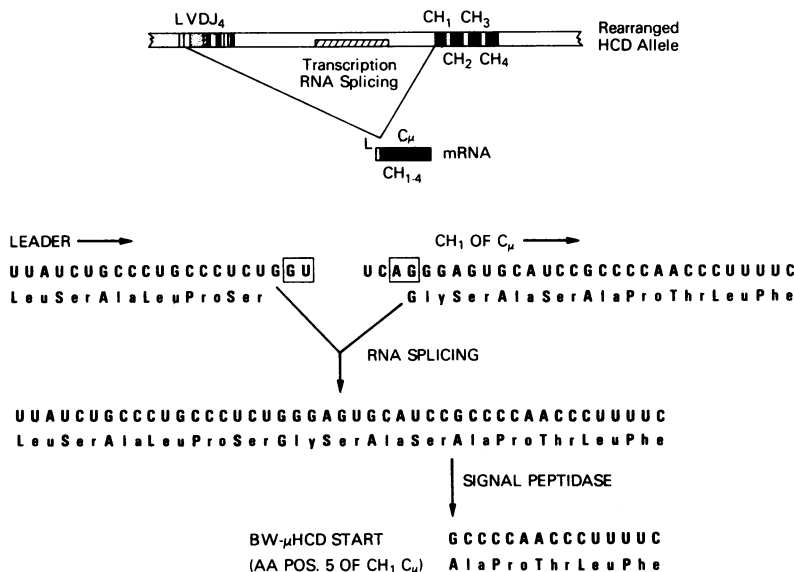 L VDJ₄
CH₁ CH₃
Rearranged
HCD Allele
CH₂ CH₄
Transcription
RNA Splicing
L
Cμ
mRNA
CH₁₋₄
LEADER
CH₁ OF Cμ
UUAUCUGCCCUGCCCUCUGGU UCAGGGAGUGCAUCCGCCCCAACCCUUUUC
LeuSerAlaLeuProSer GlySerAlaSerAlaProThrLeuPhe
RNA SPLICING
UUAUCUGCCCUGCCCUCUGGGAGUGCAUCCGCCCCAACCCUUUUC
LeuSerAlaLeuProSerGlySerAlaSerAlaProThrLeuPhe
SIGNAL PEPTIDASE
BW-μHCD START GCCCCAACCCUUUUC
(AA POS. 5 OF CH₁ Cμ) AlaProThrLeuPhe